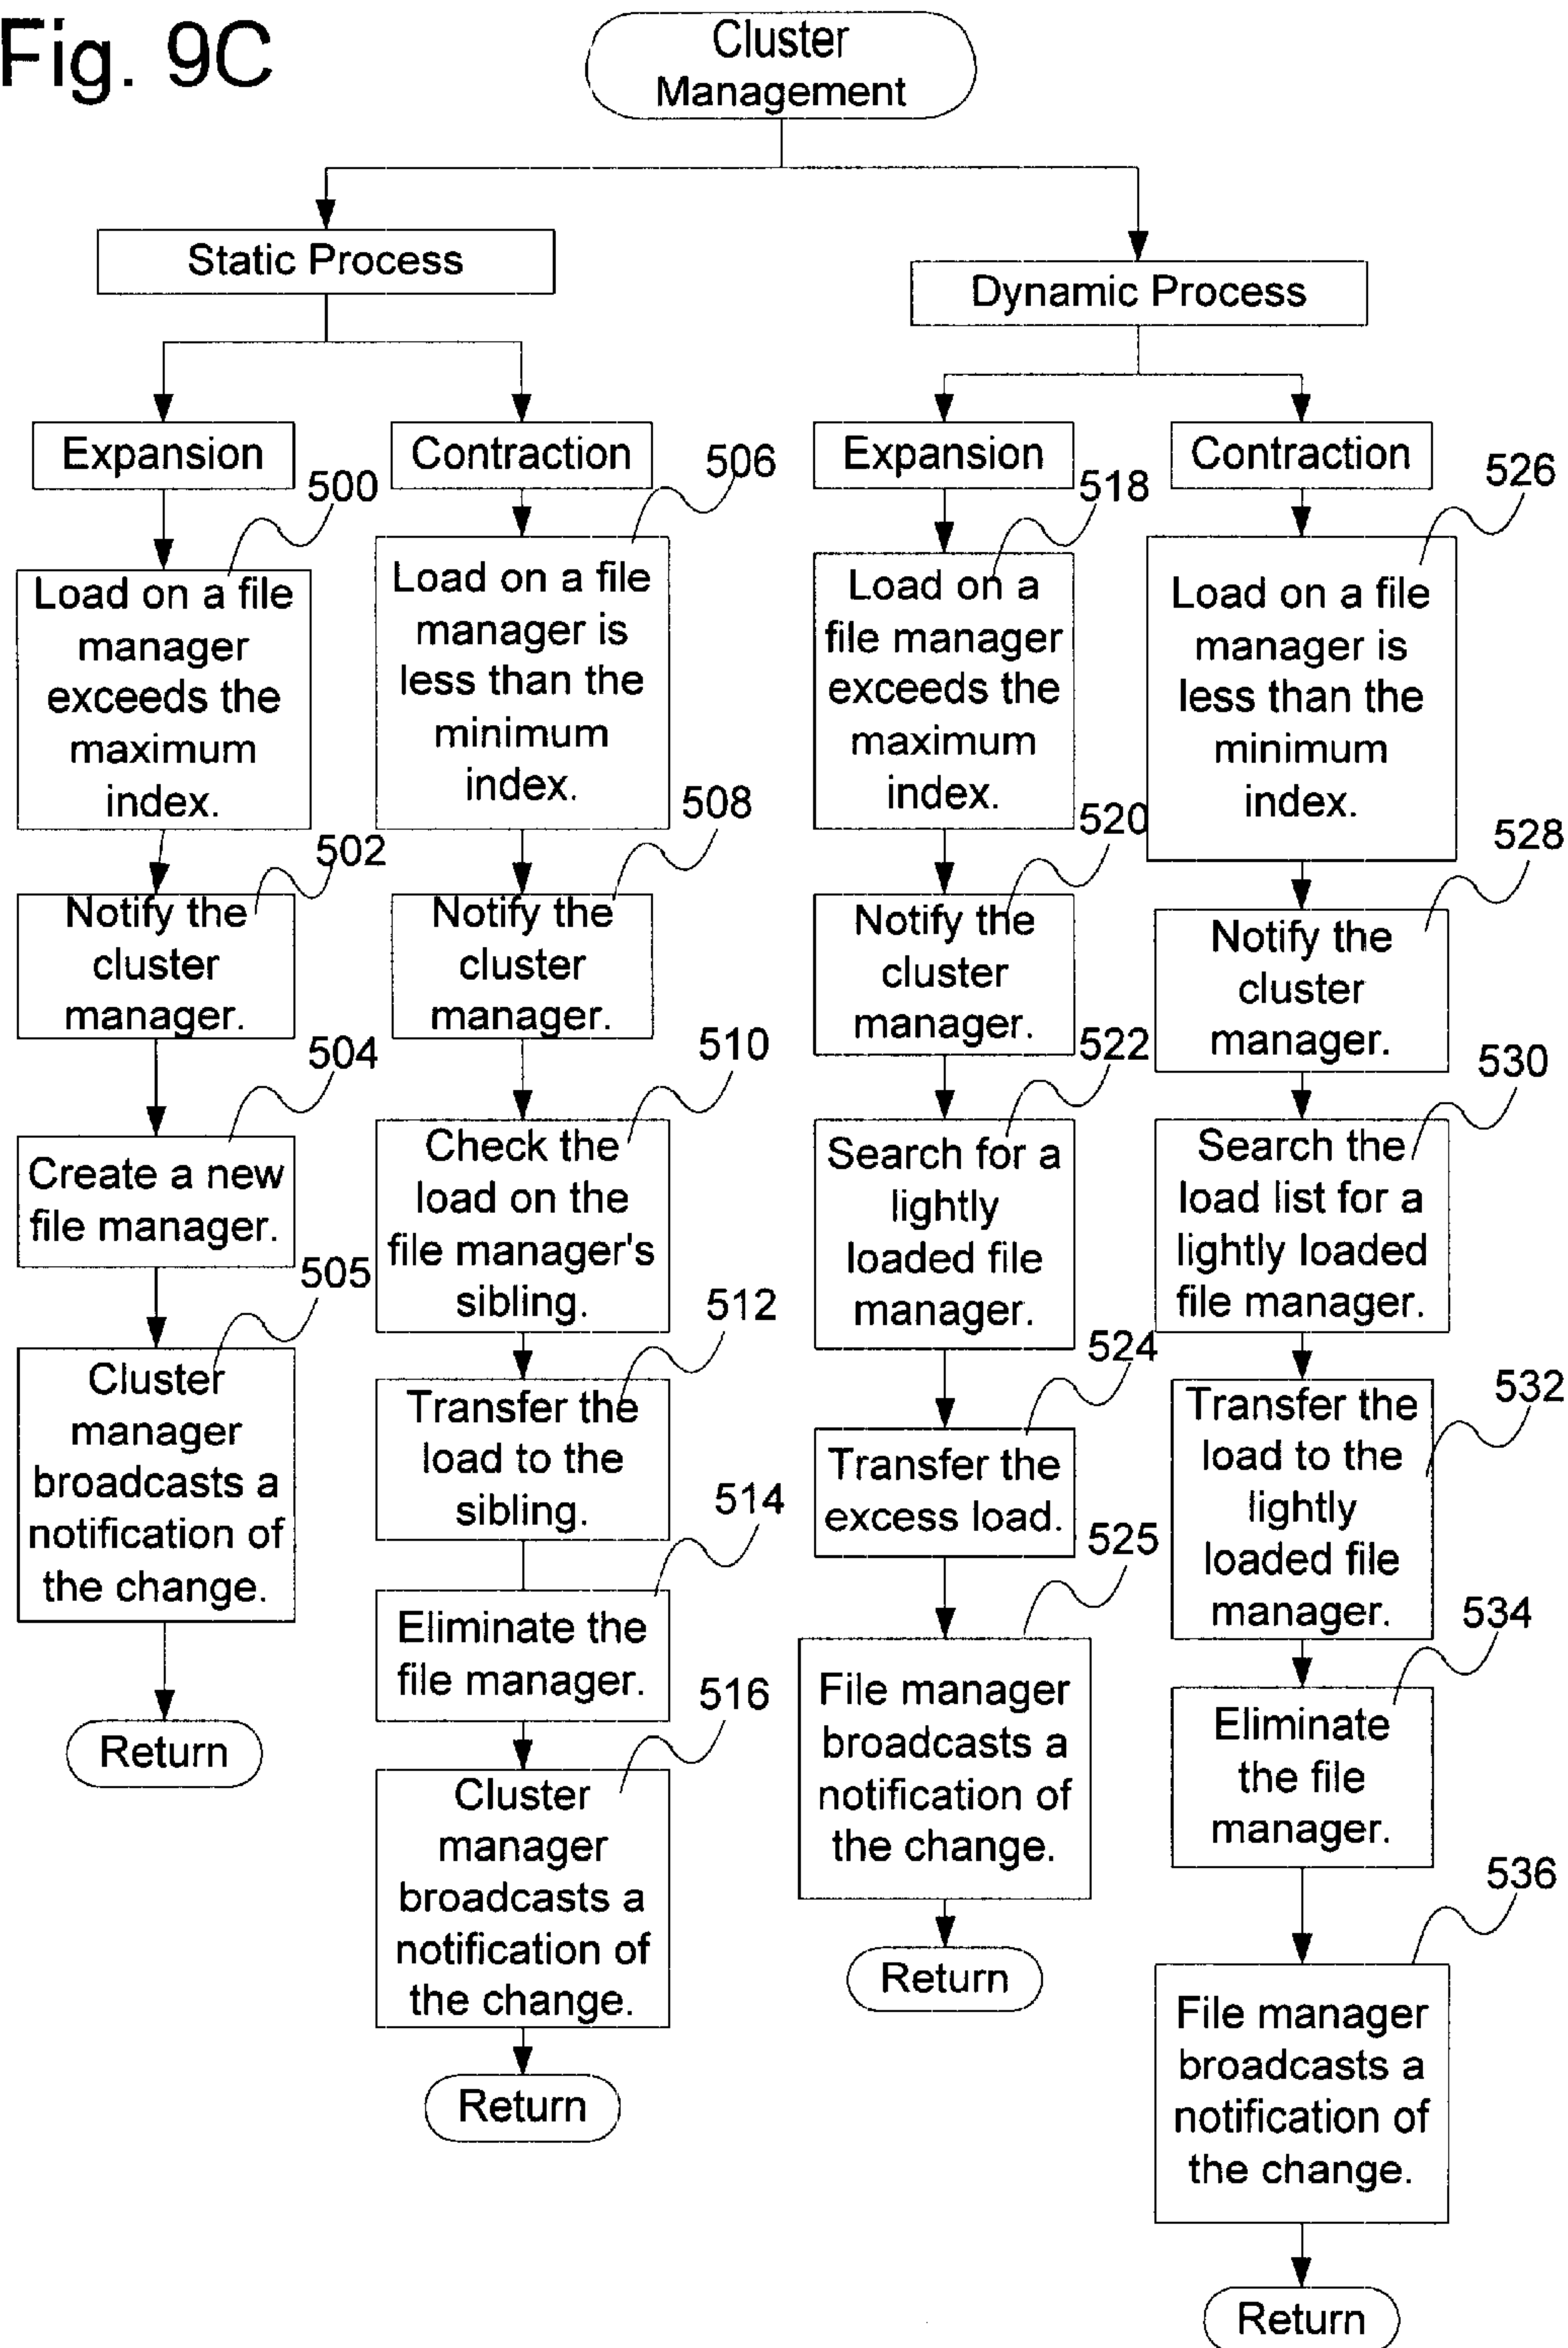 Fig. 9C
Cluster
Management
Static Process
Dynamic Process
Expansion
500
Load on a file
manager
exceeds the
maximum
index.
502
Notify the
cluster
manager.
504
Create a new
file manager.
505
Cluster
manager
broadcasts a
notification of
the change.
Return
Contraction
506
Load on a file
manager is
less than the
minimum
index.
508
Notify the
cluster
manager.
510
Check the
load on the
file manager's
sibling.
512
Transfer the
load to the
sibling.
514
Eliminate the
file manager.
516
Cluster
manager
broadcasts a
notification of
the change.
Return
Expansion
518
Load on a
file manager
exceeds the
maximum
index.
520
Notify the
cluster
manager.
522
Search for a
lightly
loaded file
manager.
524
Transfer the
excess load.
525
File manager
broadcasts a
notification of
the change.
Return
Contraction
526
Load on a file
manager is
less than the
minimum
index.
528
Notify the
cluster
manager.
530
Search the
load list for a
lightly loaded
file manager.
532
Transfer the
load to the
lightly
loaded file
manager.
534
Eliminate
the file
manager.
536
File manager
broadcasts a
notification of
the change.
Return